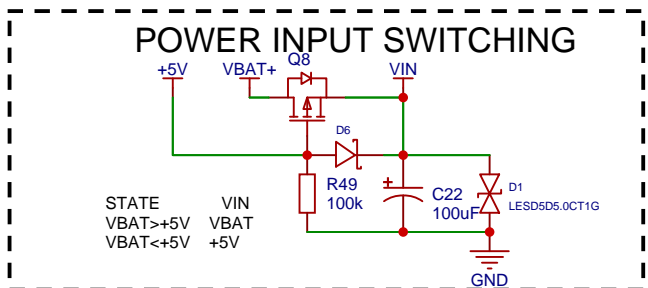 POWER INPUT SWITCHING
+5V
VBAT+
Q8
VIN
D6
R49
100k
+
C22
100uF
D1
LESD5D5.0CT1G
STATE VIN
VBAT>+5V VBAT
VBAT<+5V +5V
GND